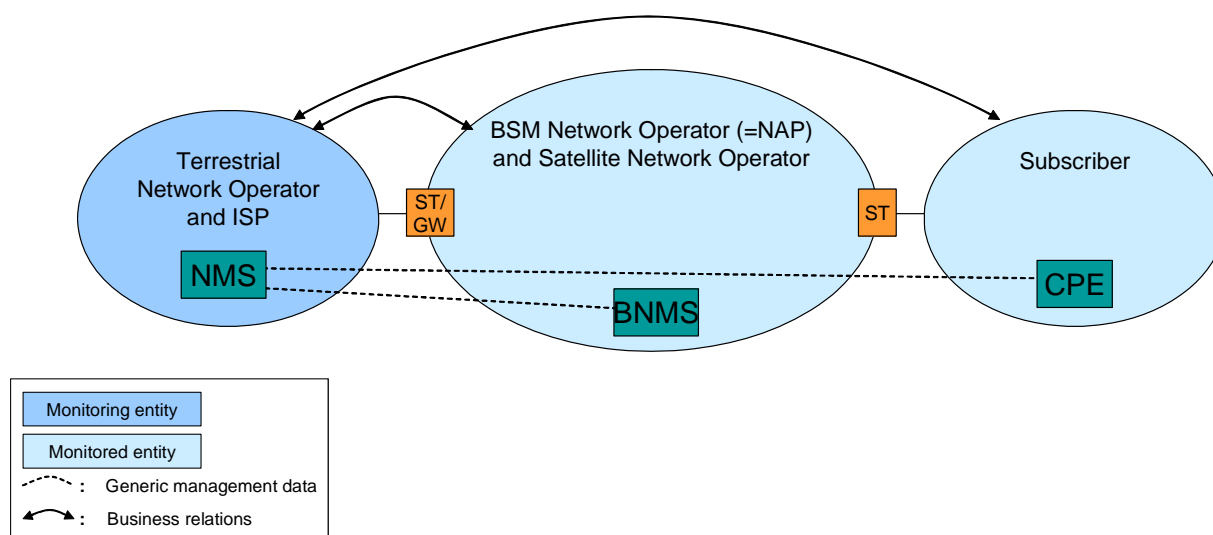 Terrestrial
Network Operator
and ISP
NMS
ST/
GW
BSM Network Operator (=NAP)
and Satellite Network Operator
BNMS
ST
Subscriber
CPE
Monitoring entity
Monitored entity
: Generic management data
: Business relations